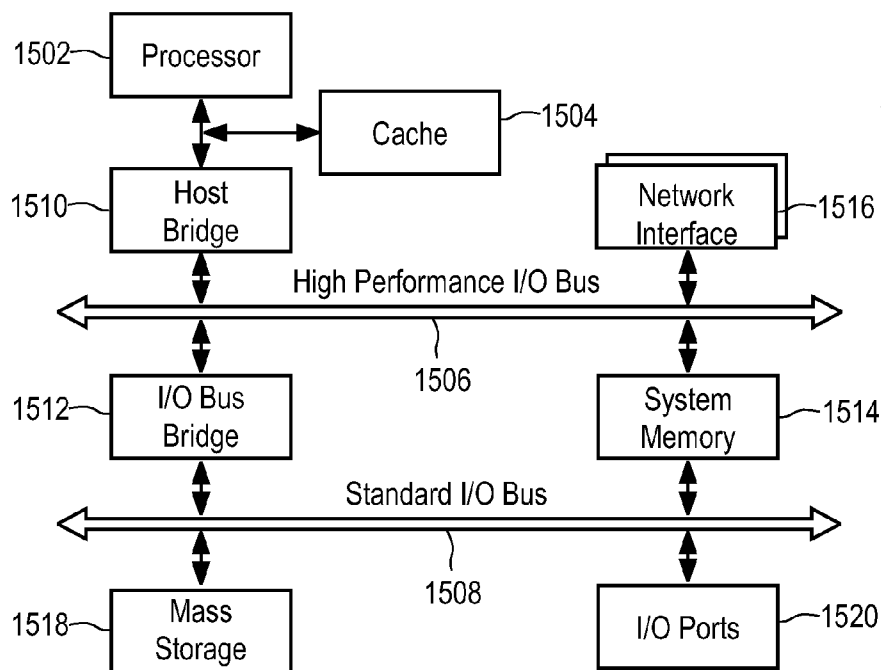 1502
Processor
Cache
1504
1510
Host
Bridge
Network
Interface
1516
High Performance I/O Bus
1506
1512
I/O Bus
Bridge
System
Memory
1514
Standard I/O Bus
1508
1518
Mass
Storage
I/O Ports
1520